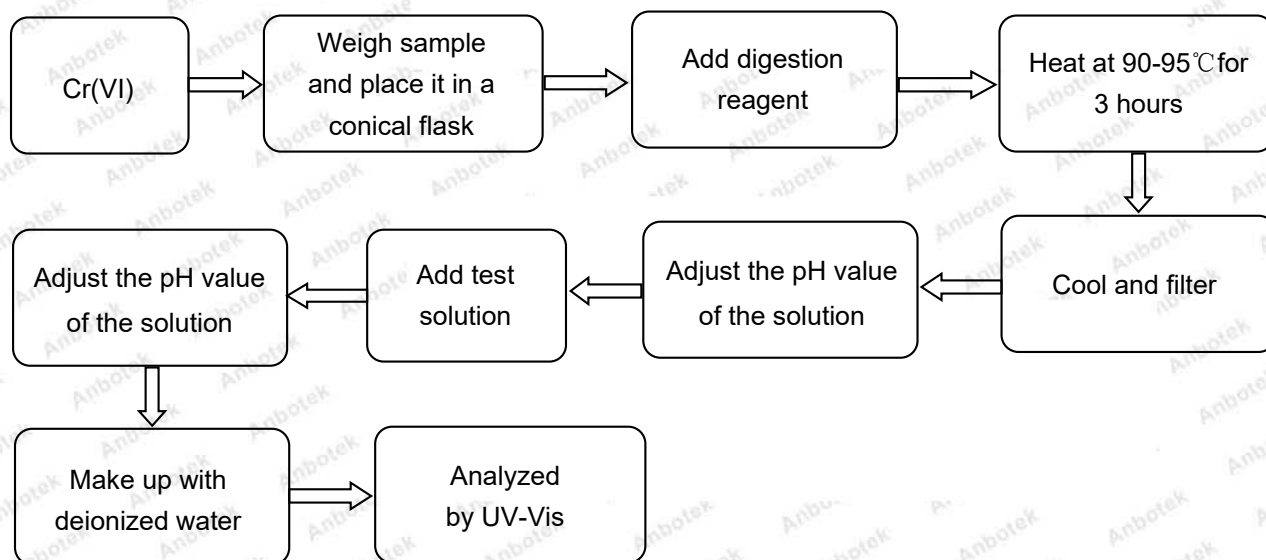 Cr(VI)
Weigh sample
and place it in a
conical flask
Add digestion
reagent
Heat at 90-95℃for
3 hours
Cool and filter
Adjust the pH value
of the solution
Add test
solution
Adjust the pH value
of the solution
Make up with
deionized water
Analyzed
by UV-Vis
Anbotek